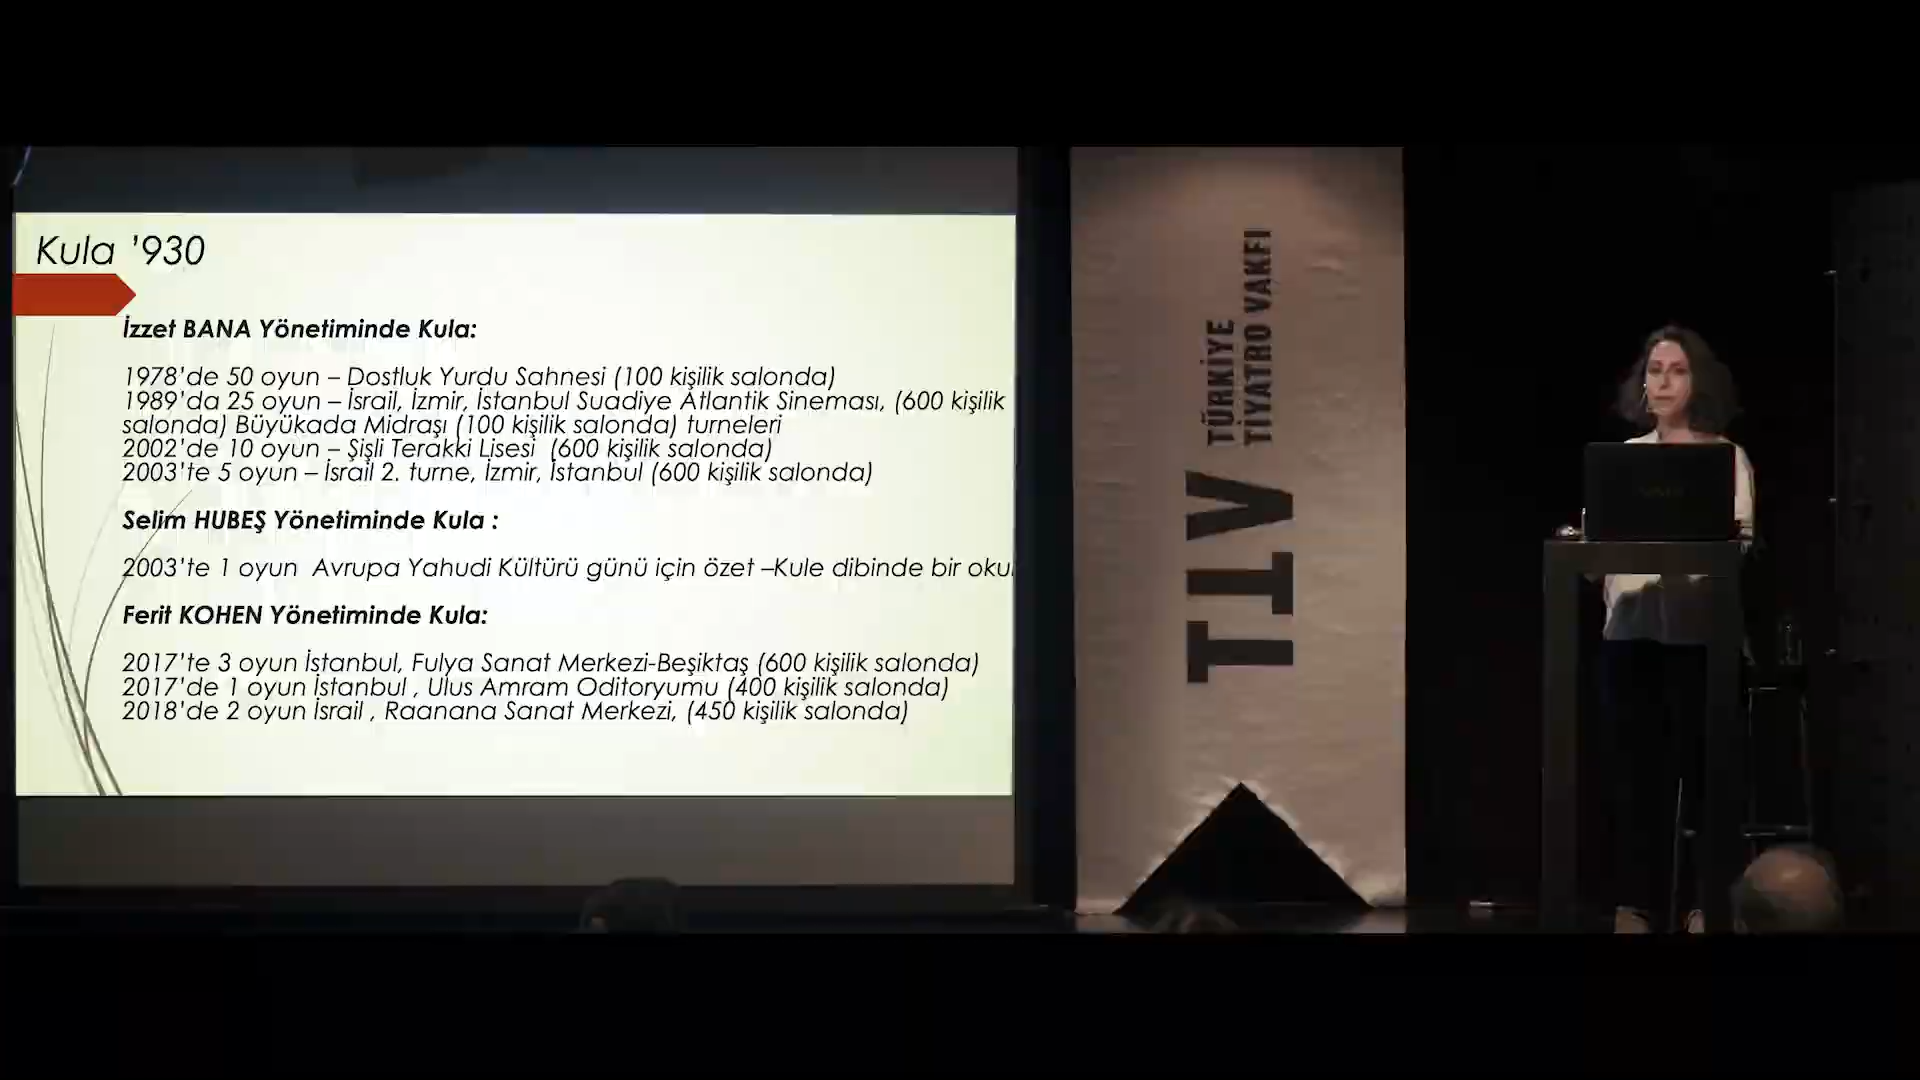 Kula '930
İzzet BANA Yönetiminde Kula:
1978'de 50 oyun – Dostluk Yurdu Sahnesi (100 kişilik salonda)
1989'da 25 oyun – İsrail, İzmir, İstanbul Suadiye Atlantik Sineması, (600 kişilik
salonda) Büyükada Midraşı (100 kişilik salonda) turneleri
2002'de 10 oyun – Şişli Terakki Lisesi (600 kişilik salonda)
2003'te 5 oyun – İsrail 2. turne, İzmir, İstanbul (600 kişilik salonda)
Selim HUBEŞ Yönetiminde Kula :
2003'te 1 oyun Avrupa Yahudi Kültürü günü için özet –Kule dibinde bir oku
Ferit KOHEN Yönetiminde Kula:
2017'te 3 oyun İstanbul, Fulya Sanat Merkezi-Beşiktaş (600 kişilik salonda)
2017'de 1 oyun İstanbul , Ulus Amram Oditoryumu (400 kişilik salonda)
2018'de 2 oyun İsrail , Raanana Sanat Merkezi, (450 kişilik salonda)
TTV
TÜRKİYE
TİYATRO VAKFI